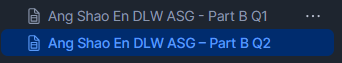 Ang Shao En DLW ASG - Part B Q1
Ang Shao En DLW ASG – Part B Q2